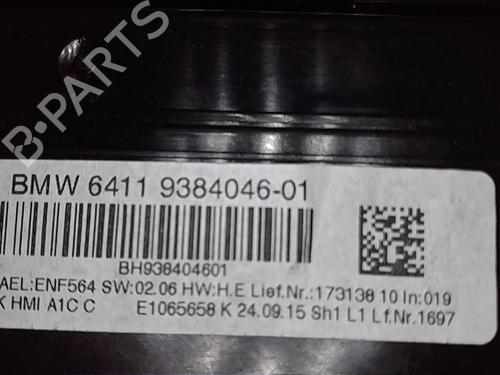 B-PARTS
BMW 6411 9384046-01
BH938404601
AEL:ENF564 SW:02.06 HW:H.E Lief.Nr.:173138 10 In:019
K HMI A1C C E1065658 K 24.09.15 Sh1 L1 Lf.Nr.1697